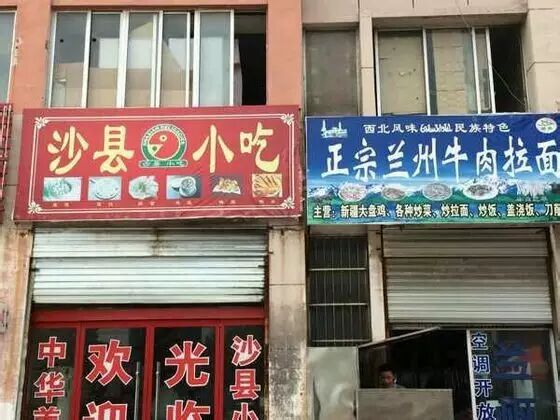 沙县小吃
中华美
欢迎
光临
沙县小
西北风味 民族特色
正宗兰州牛肉拉面
主营：新疆大盘鸡、各种炒菜、炒拉面、炒饭、盖浇饭、刀削
空调开放